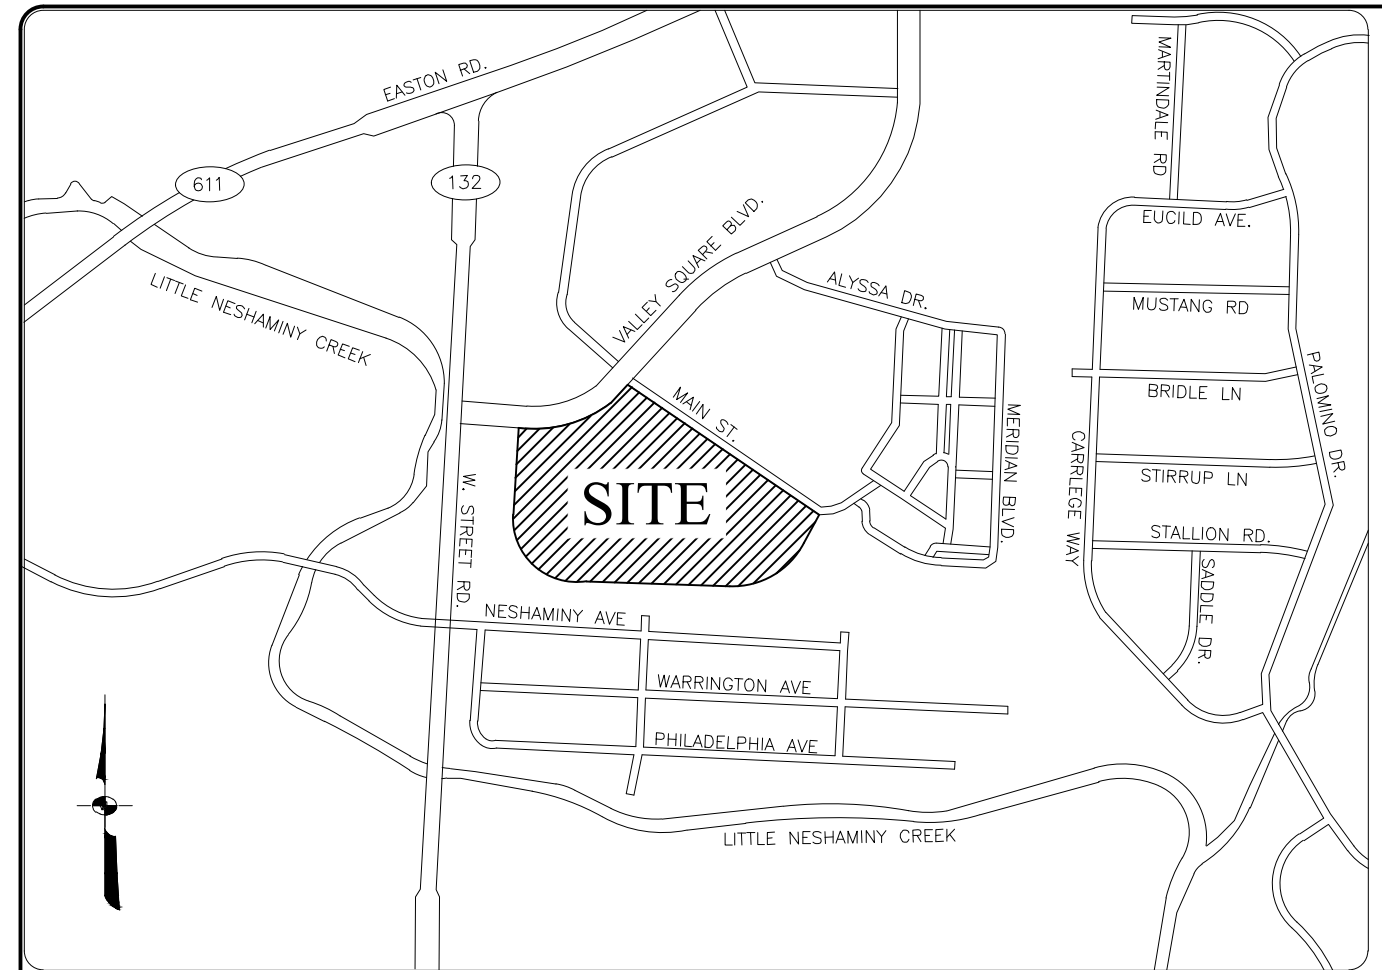 EASTON RD.
MARTINDALE RD
611
132
EUCILD AVE.
VALLEY SQUARE BLVD.
ALYSSA DR.
LITTLE NESHAMINY CREEK
MUSTANG RD
PALOMINO DR.
BRIDLE LN
MAIN ST.
MERIDIAN BLVD.
CARRLEGE WAY
W. STREET RD.
SITE
STIRRUP LN
STALLION RD.
SADDLE DR.
NESHAMINY AVE
WARRINGTON AVE
PHILADELPHIA AVE
LITTLE NESHAMINY CREEK